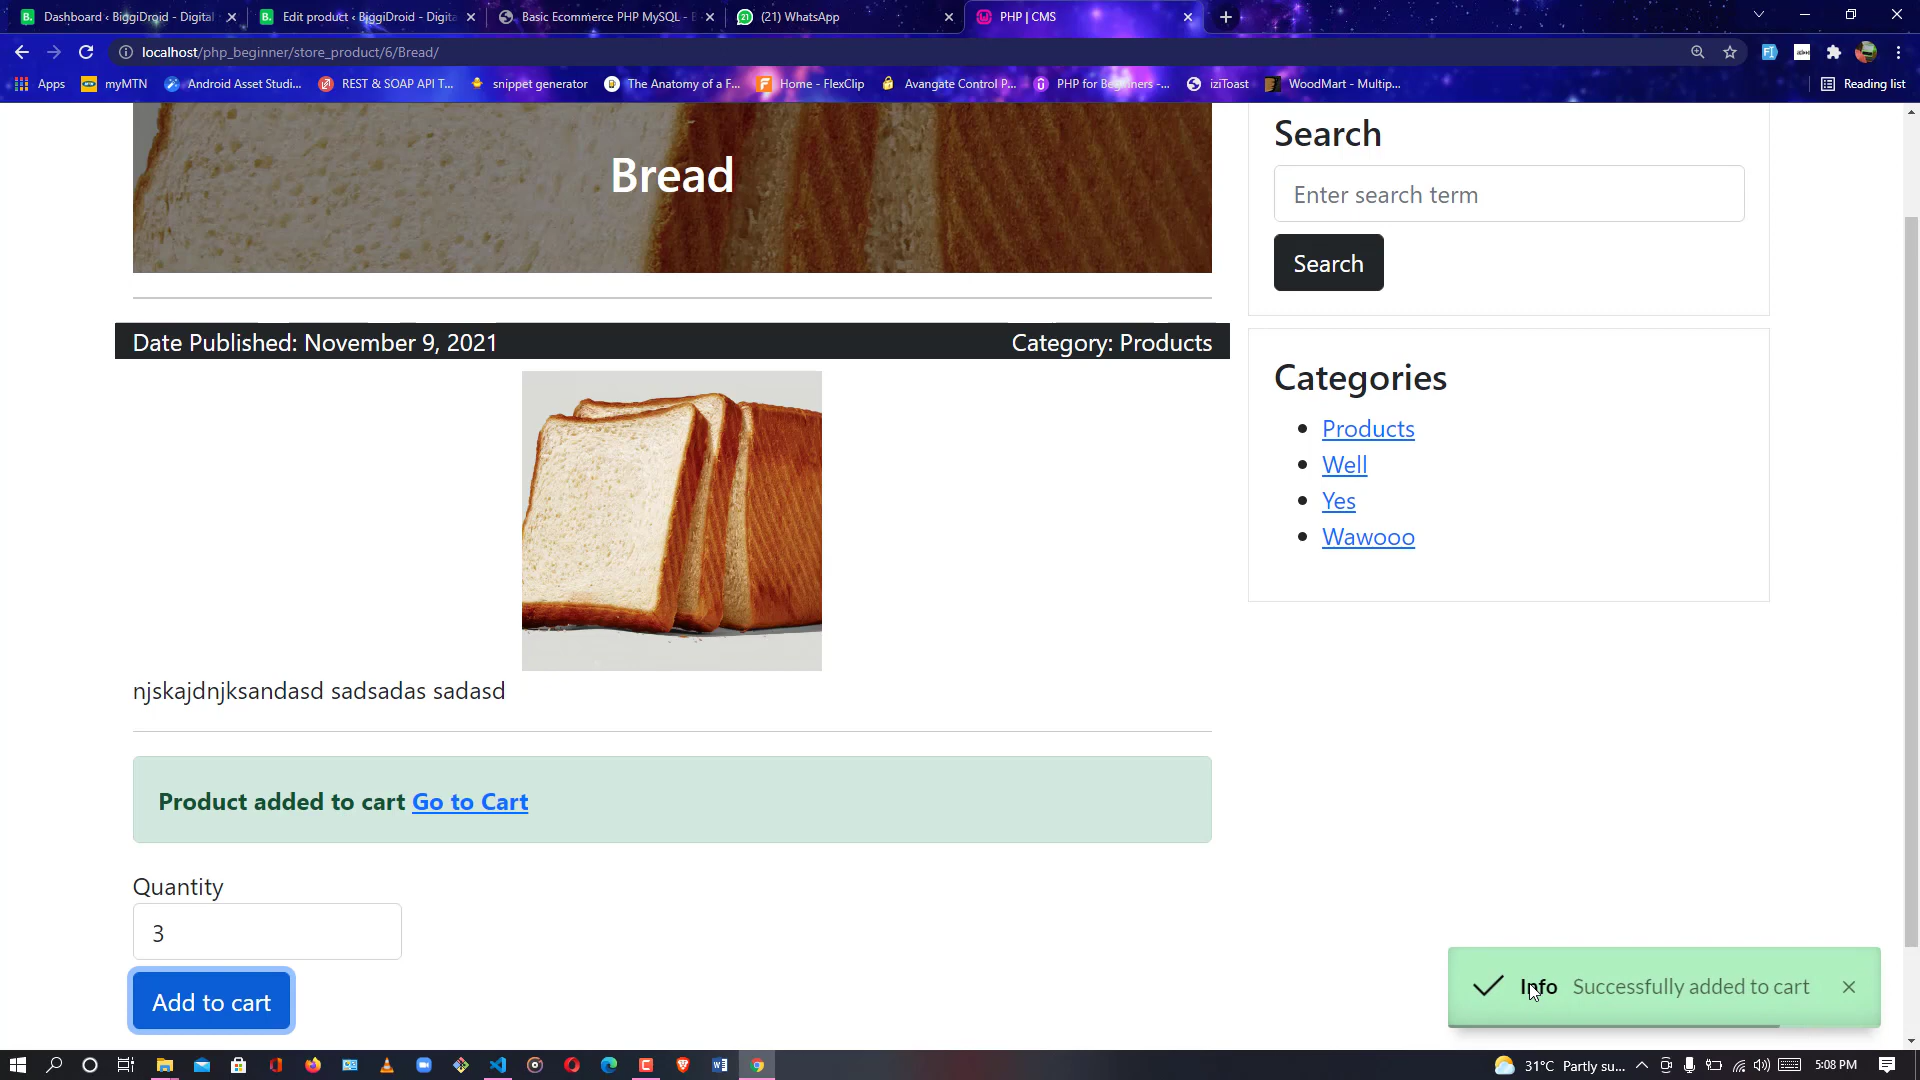 Dashboard ‹ BiggiDroid - Digital
Edit product ‹ BiggiDroid - Digita
Basic Ecommerce PHP MySQL - B
(21) WhatsApp
PHP | CMS
localhost/php_beginner/store_product/6/Bread/
Apps
myMTN
Android Asset Studi...
REST & SOAP API T...
snippet generator
The Anatomy of a F...
Home - FlexClip
Avangate Control P...
PHP for Beginners -...
iziToast
WoodMart - Multip...
Reading list
Bread
Date Published: November 9, 2021
Category: Products
njskajdnjksandasd sadsadas sadasd
Product added to cart Go to Cart
Quantity
3
Add to cart
Search
Enter search term
Search
Categories
Products
Well
Yes
Wawooo
Info Successfully added to cart
31°C Partly su...
5:08 PM